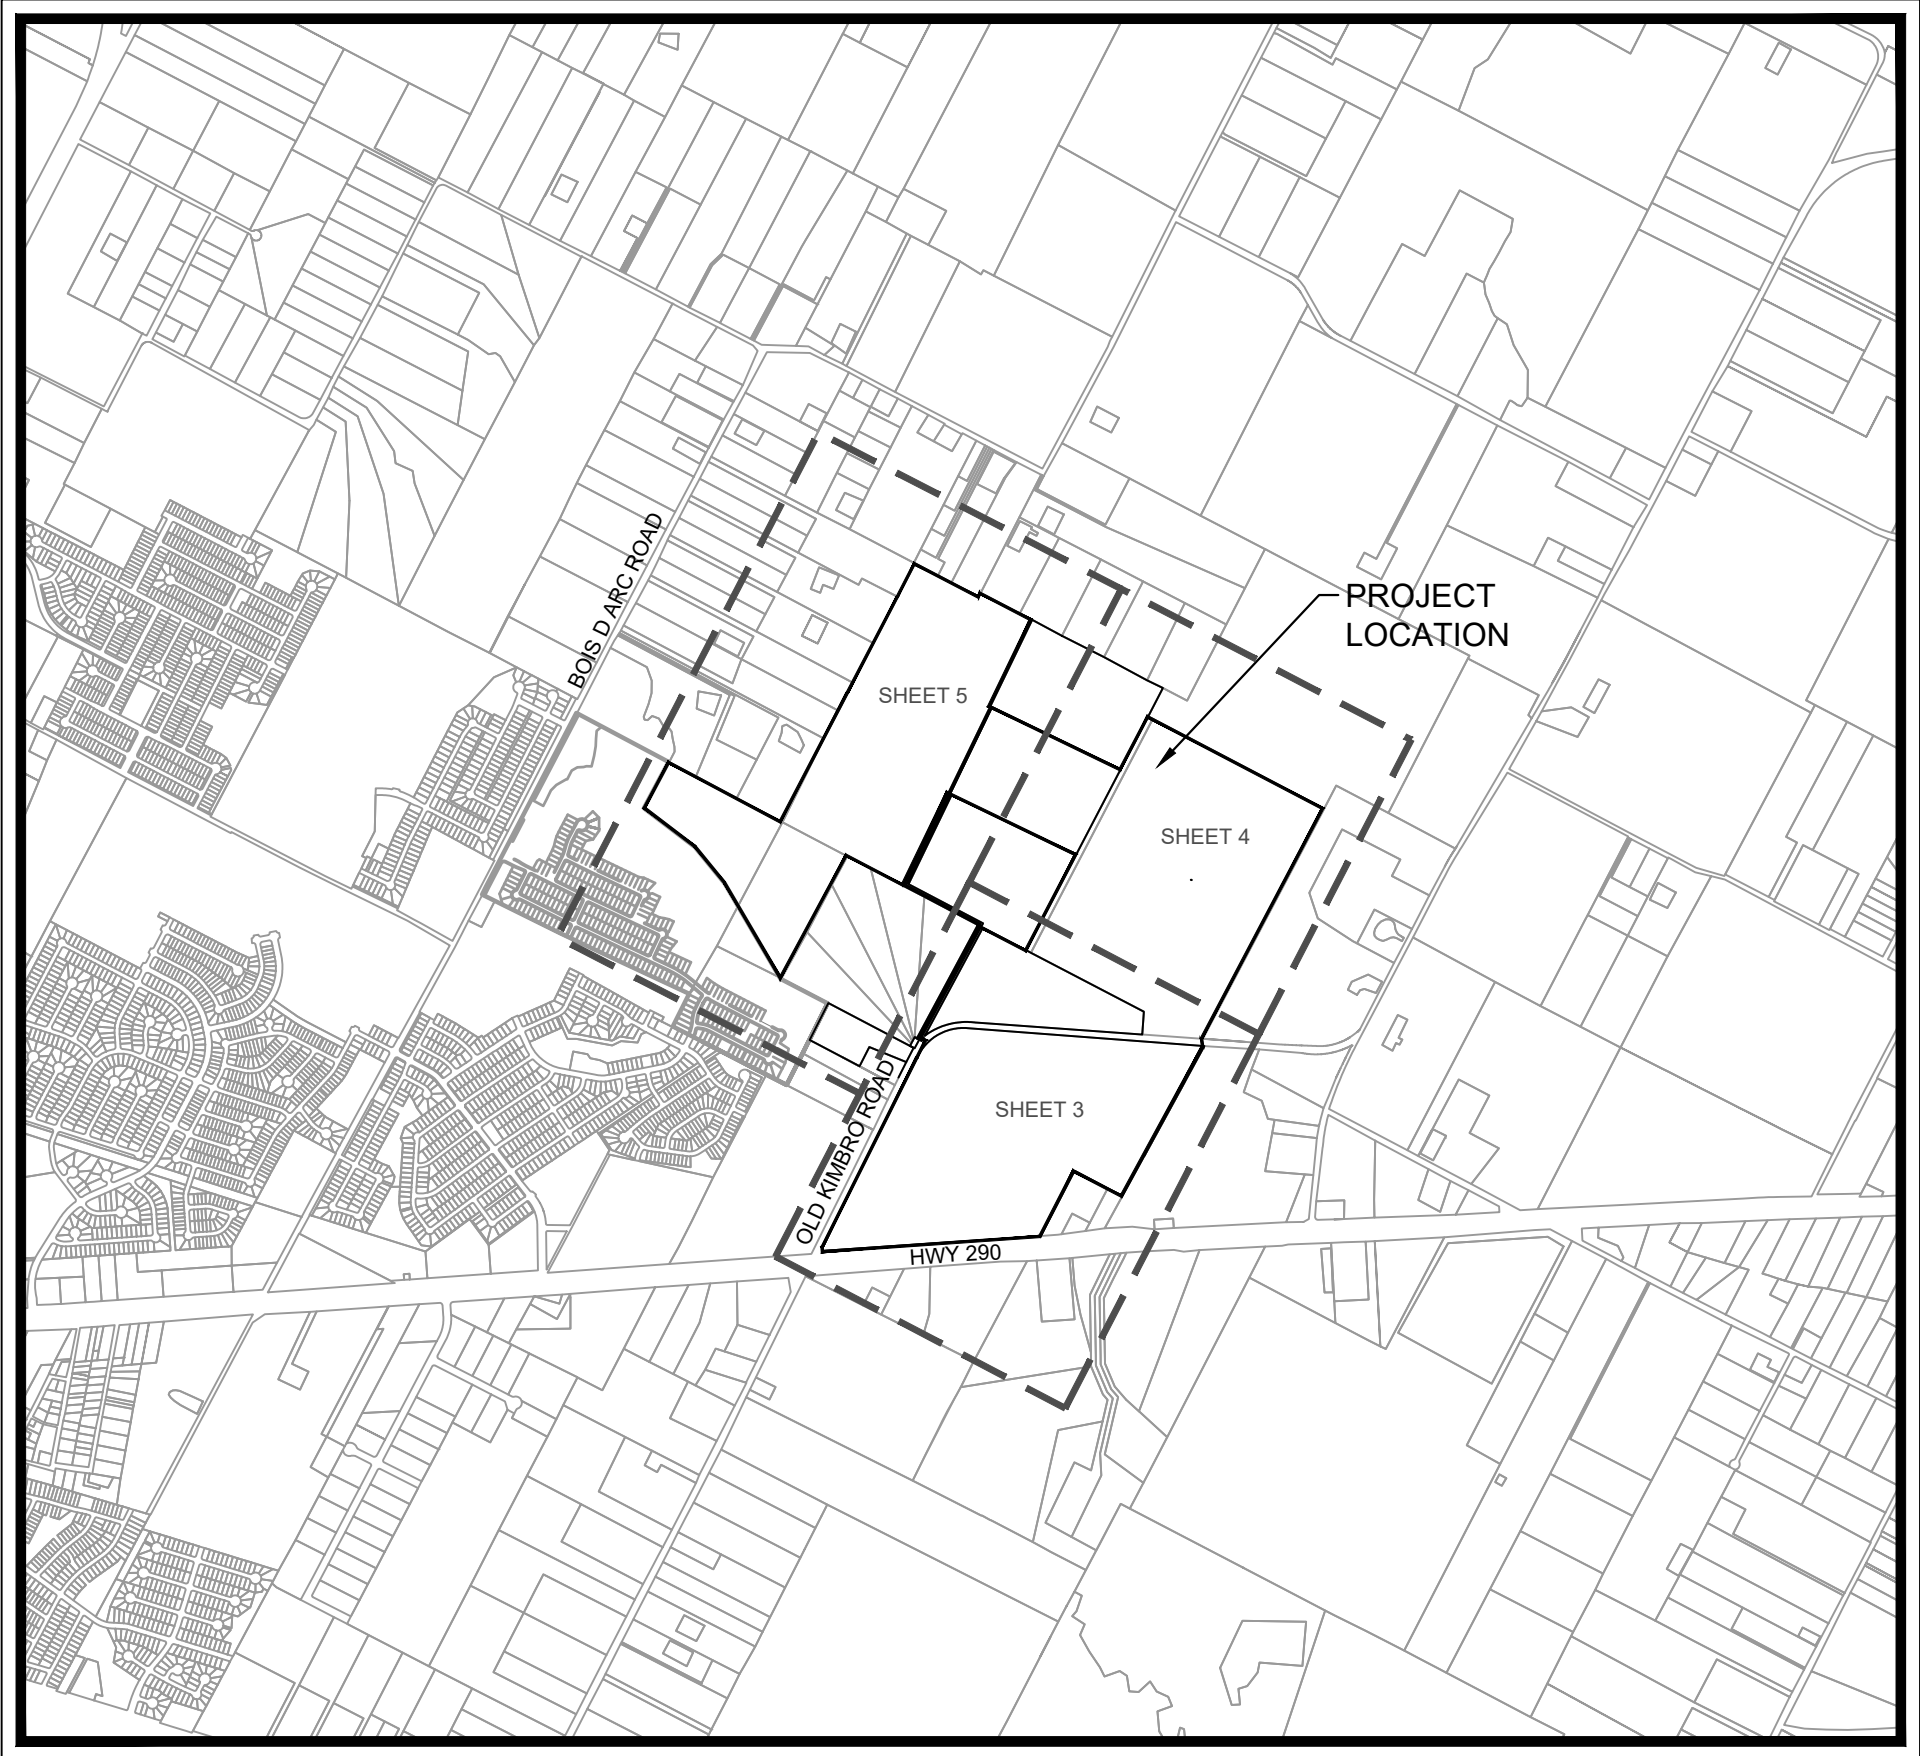 BOIS D ARC ROAD
PROJECT
LOCATION
SHEET 5
SHEET 4
SHEET 3
OLD KIMBRO ROAD
HWY 290